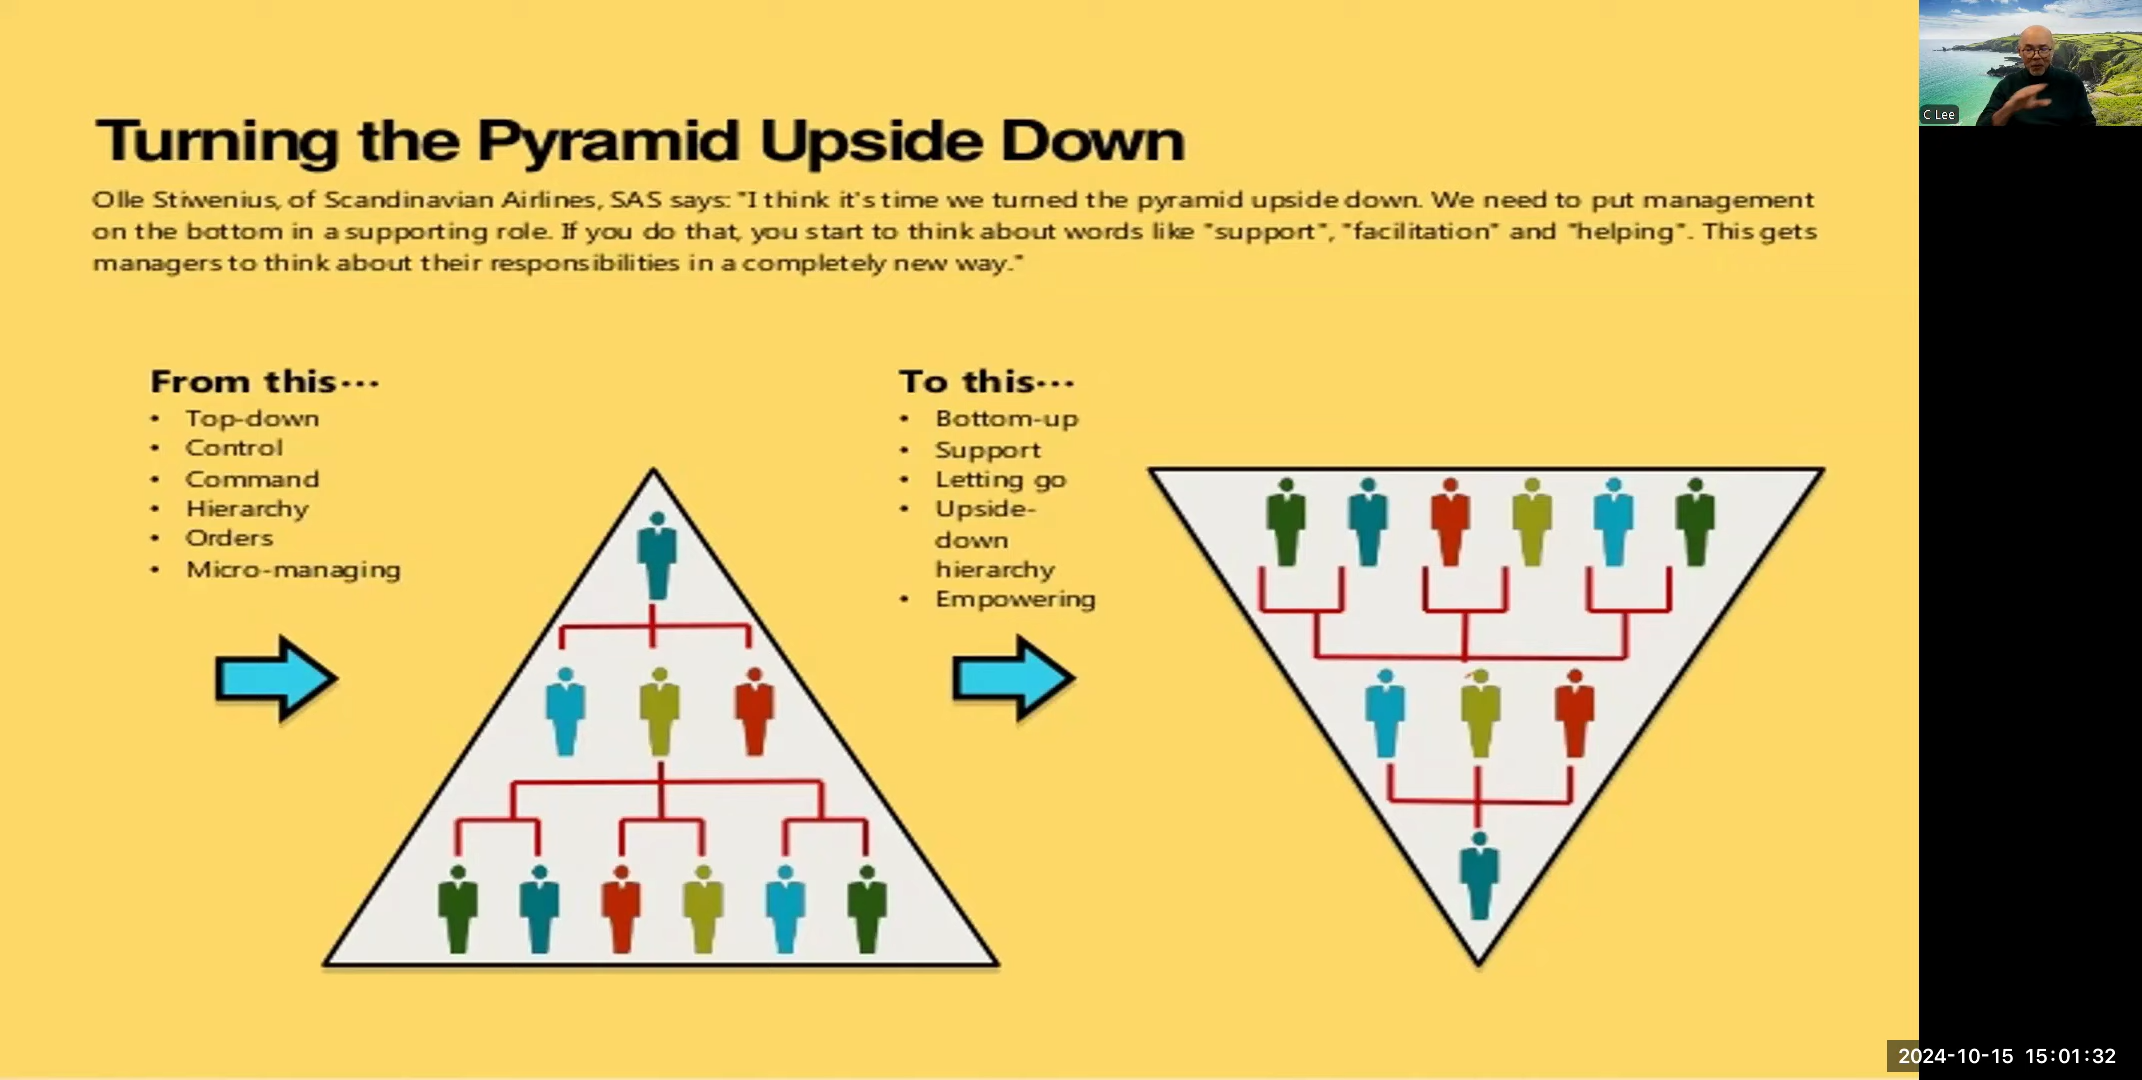 Turning the Pyramid Upside Down
Olle Stiwenius, of Scandinavian Airlines, SAS says: "I think it's time we turned the pyramid upside down. We need to put management
on the bottom in a supporting role. If you do that, you start to think about words like "support", "facilitation" and "helping". This gets
managers to think about their responsibilities in a completely new way."
From this...
• Top-down
• Control
• Command
• Hierarchy
• Orders
• Micro-managing
To this...
• Bottom-up
• Support
• Letting go
• Upside-
down
hierarchy
• Empowering
C Lee
2024-10-15 15:01:32